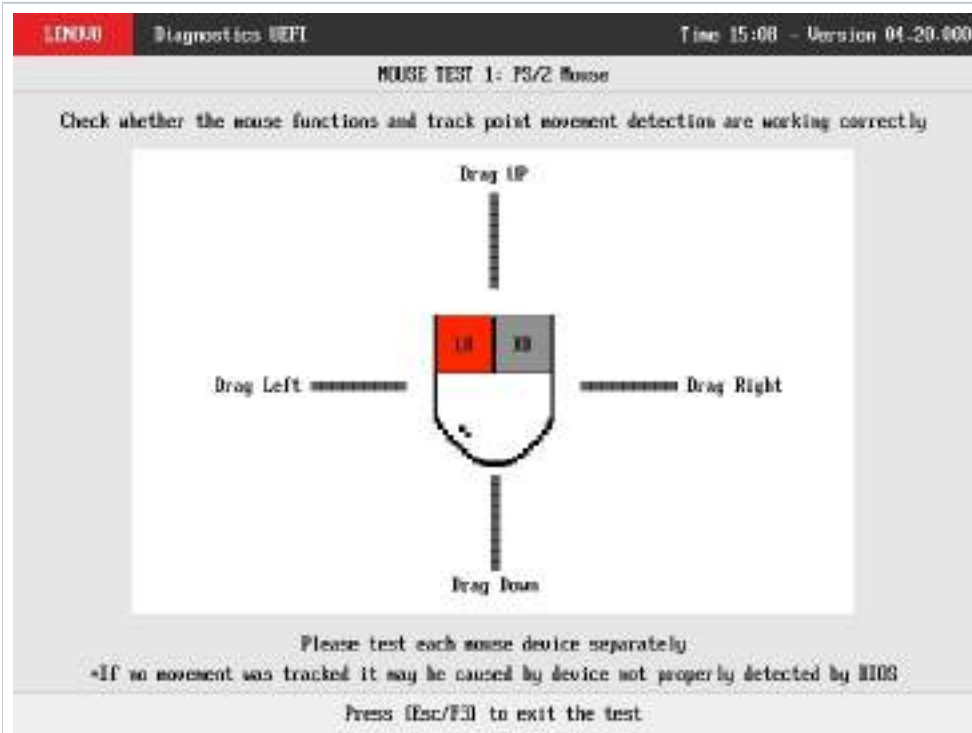 LENOVO Diagnostics UEFI Time 15:08 - Version 04.20.000
MOUSE TEST 1: PS/2 Mouse
Check whether the mouse functions and track point movement detection are working correctly
Drag UP
LB RB
Drag Left Drag Right
Drag Down
Please test each mouse device separately
*If no movement was tracked it may be caused by device not properly detected by BIOS
Press [Esc/F3] to exit the test